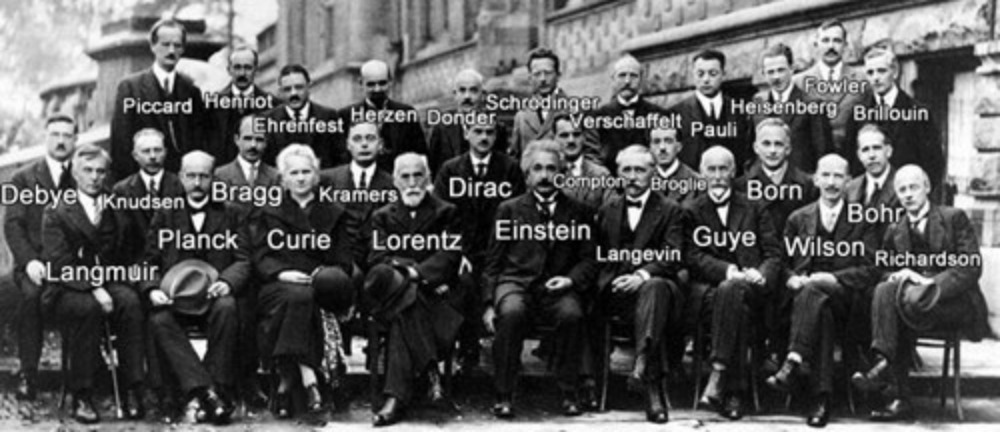 Piccard
Henriot
Ehrenfest
Herzen
Donder
Schrödinger
Verschaffelt
Pauli
Heisenberg
Fowler
Brillouin
Debye
Knudsen
Bragg
Kramers
Dirac
Compton
Broglie
Born
Bohr
Langmuir
Planck
Curie
Lorentz
Einstein
Langevin
Guye
Wilson
Richardson